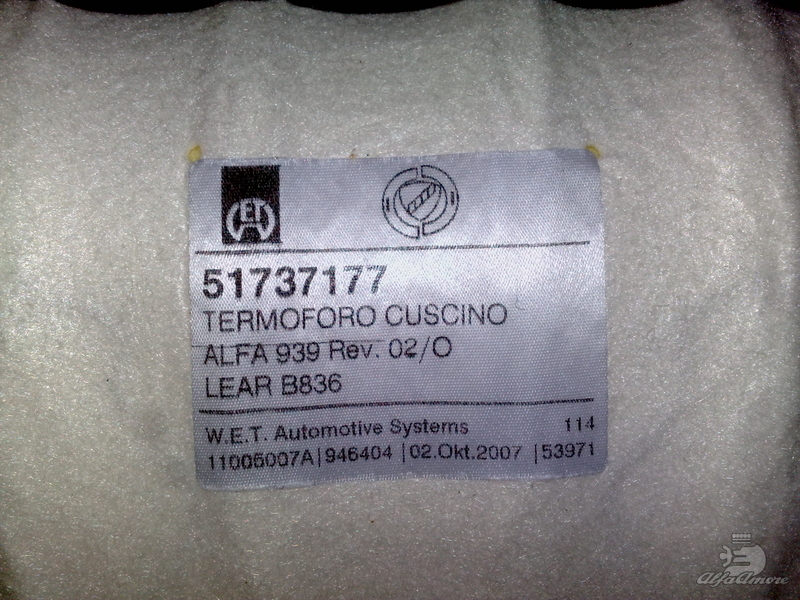 WET
51737177
TERMOFORO CUSCINO
ALFA 939 Rev. 02/O
LEAR B836
W.E.T. Automotive Systems 114
11005007A|946404 |02.Okt.2007 |53971
AlfaAmore